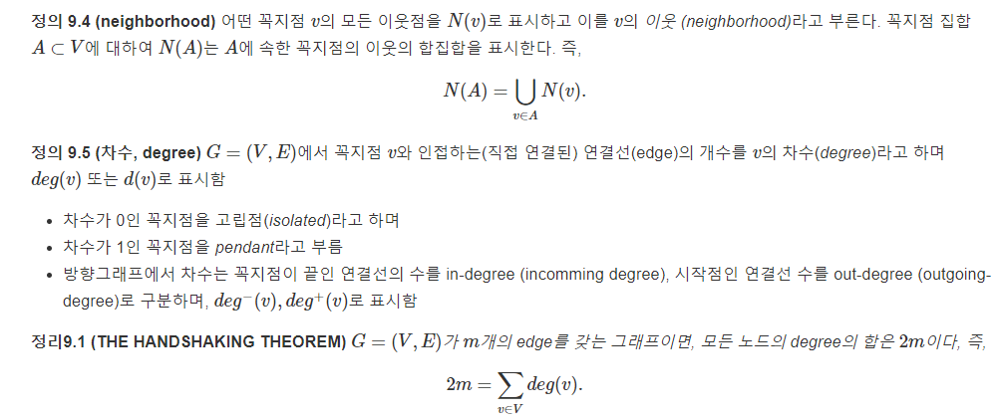 정의 9.4 (neighborhood) 어떤 꼭지점 v의 모든 이웃점을 N(v)로 표시하고 이를 v의 이웃 (neighborhood)라고 부른다. 꼭지점 집합
A ⊂ V에 대하여 N(A)는 A에 속한 꼭지점의 이웃의 합집합을 표시한다. 즉,
N(A) = ⋃_{v∈A} N(v).
정의 9.5 (차수, degree) G = (V, E)에서 꼭지점 v와 인접하는(직접 연결된) 연결선(edge)의 개수를 v의 차수(degree)라고 하며
deg(v) 또는 d(v)로 표시함
• 차수가 0인 꼭지점을 고립점(isolated)라고 하며
• 차수가 1인 꼭지점을 pendant라고 부름
• 방향그래프에서 차수는 꼭지점이 끝인 연결선의 수를 in-degree (incomming degree), 시작점인 연결선 수를 out-degree (outgoing-
degree)로 구분하며, deg⁻(v), deg⁺(v)로 표시함
정리9.1 (THE HANDSHAKING THEOREM) G = (V, E)가 m개의 edge를 갖는 그래프이면, 모든 노드의 degree의 합은 2m이다, 즉,
2m = ∑_{v∈V} deg(v).